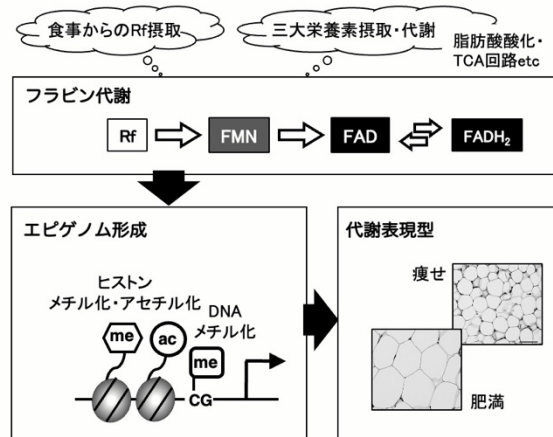 食事からのRf摂取
三大栄養素摂取・代謝
脂肪酸酸化・
TCA回路etc
フラビン代謝
Rf
FMN
FAD
FADH₂
エピゲノム形成
ヒストン
メチル化・アセチル化
DNA
メチル化
me
ac
me
CG
代謝表現型
痩せ
肥満